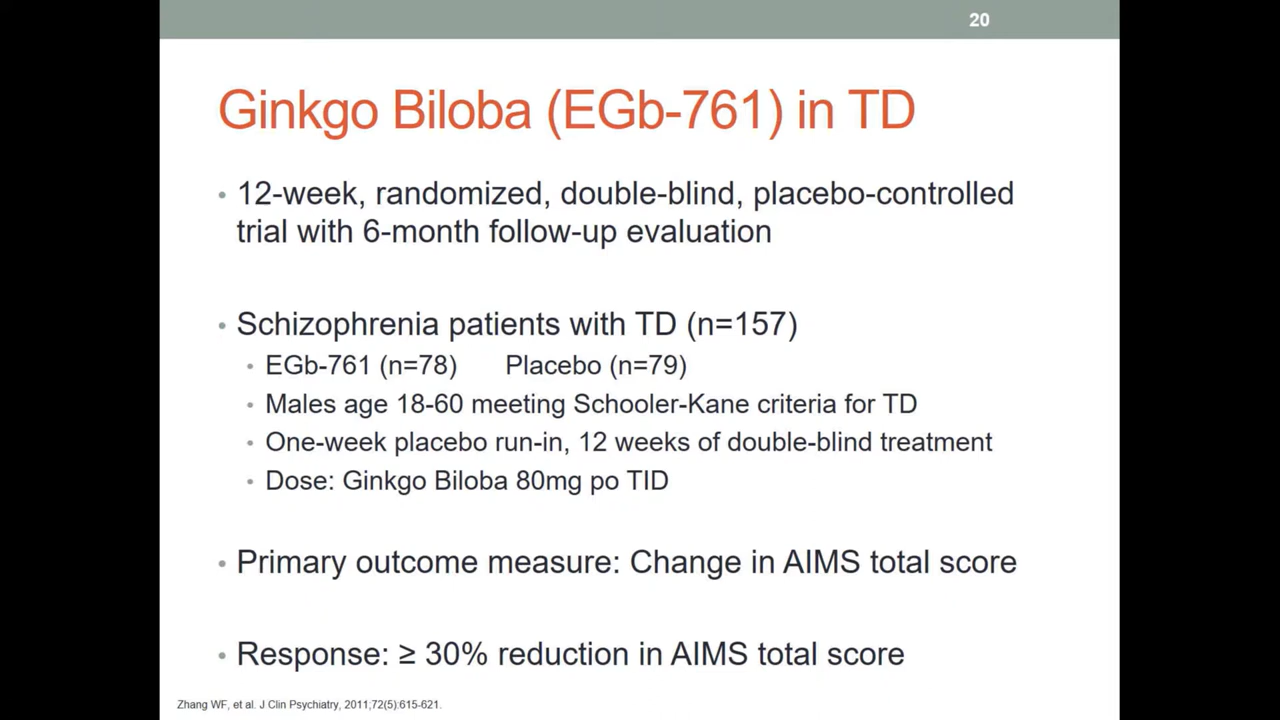 20
Ginkgo Biloba (EGb-761) in TD
• 12-week, randomized, double-blind, placebo-controlled
trial with 6-month follow-up evaluation
• Schizophrenia patients with TD (n=157)
• EGb-761 (n=78) Placebo (n=79)
• Males age 18-60 meeting Schooler-Kane criteria for TD
• One-week placebo run-in, 12 weeks of double-blind treatment
• Dose: Ginkgo Biloba 80mg po TID
• Primary outcome measure: Change in AIMS total score
• Response: ≥ 30% reduction in AIMS total score
Zhang WF, et al. J Clin Psychiatry, 2011;72(5):615-621.